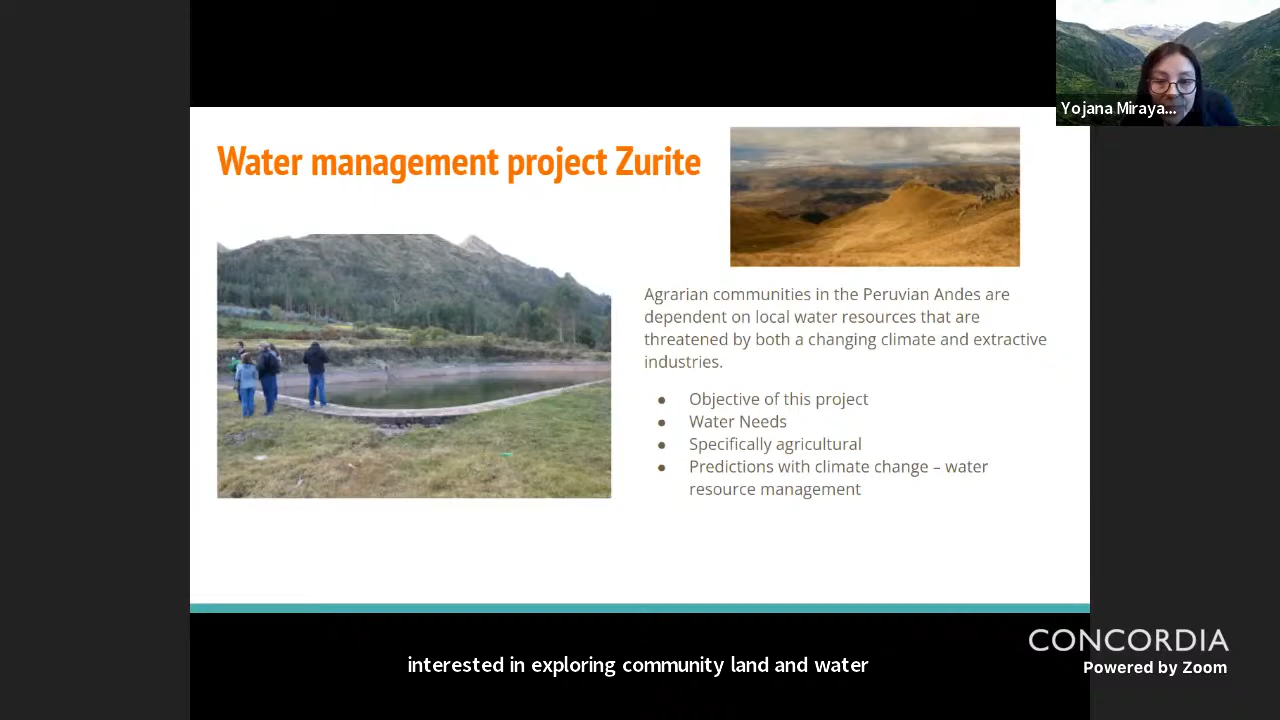 Yojana Miraya...
Water management project Zurite
Agrarian communities in the Peruvian Andes are
dependent on local water resources that are
threatened by both a changing climate and extractive
industries.
● Objective of this project
● Water Needs
● Specifically agricultural
● Predictions with climate change – water
resource management
CONCORDIA
Powered by Zoom
interested in exploring community land and water